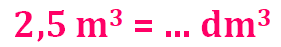 2,5 m³ = ... dm³